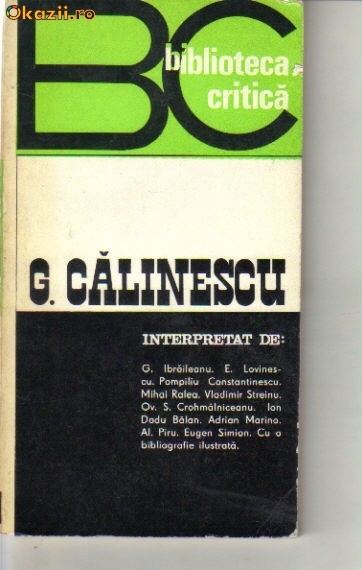 Okazii.ro
BC
biblioteca
critică
G. CĂLINESCU
INTERPRETAT DE:
G. Ibrăileanu. E. Lovines-
cu. Pompiliu Constantinescu.
Mihai Ralea. Vladimir Streinu.
Ov. S. Crohmălniceanu. Ion
Dodu Bălan. Adrian Marino.
Al. Piru. Eugen Simion. Cu o
bibliografie ilustrată.